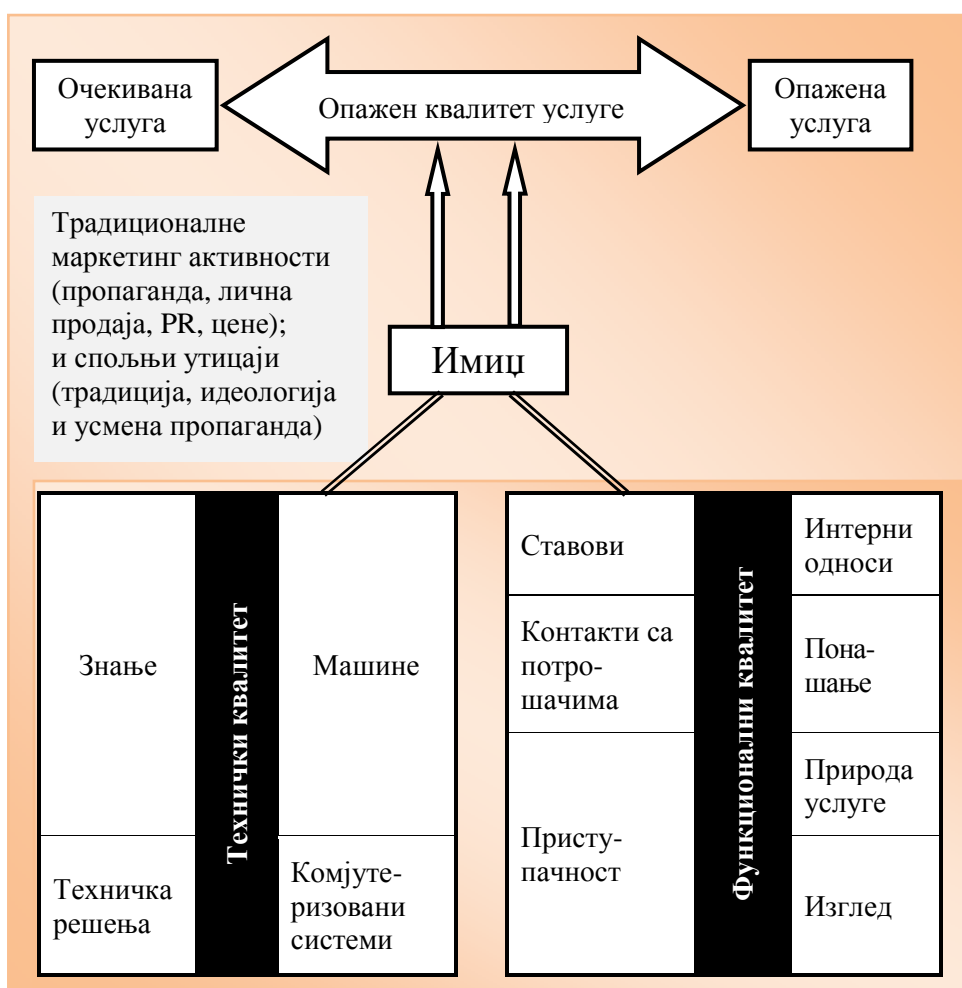 Очекивана
услуга
Опажен квалитет услуге
Опажена
услуга
Традиционалне
маркетинг активности
(пропаганда, лична
продаја, PR, цене);
и спољњи утицаји
(традиција, идеологија
и усмена пропаганда)
Имиџ
Знање
Технички квалитет
Машине
Техничка
решења
Комјуте-
ризовани
системи
Ставови
Контакти са
потро-
шачима
Присту-
пачност
Функционални квалитет
Интерни
односи
Пона-
шање
Природа
услуге
Изглед